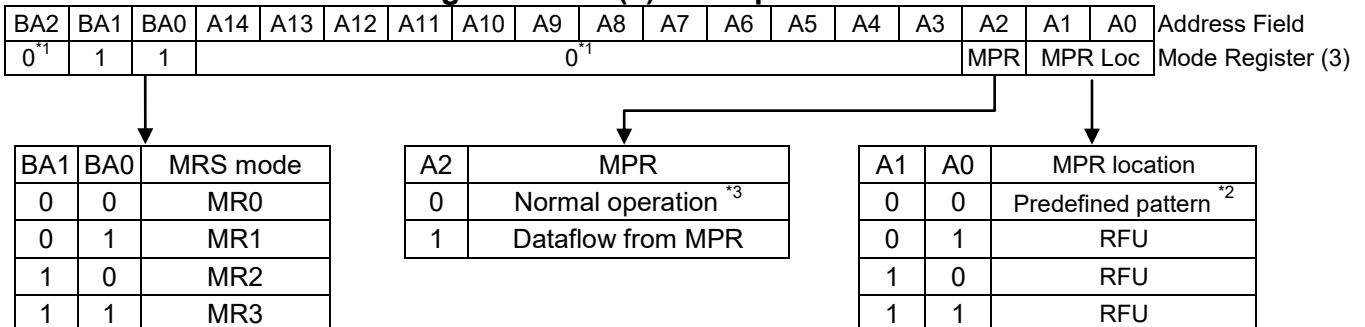 BA2 BA1 BA0 A14 A13 A12 A11 A10 A9 A8 A7 A6 A5 A4 A3 A2 A1 A0 Address Field
0*1 1 1 0*1 MPR MPR Loc Mode Register (3)
BA1 BA0 MRS mode
0 0 MR0
0 1 MR1
1 0 MR2
1 1 MR3
A2 MPR
0 Normal operation *3
1 Dataflow from MPR
A1 A0 MPR location
0 0 Predefined pattern *2
0 1 RFU
1 0 RFU
1 1 RFU